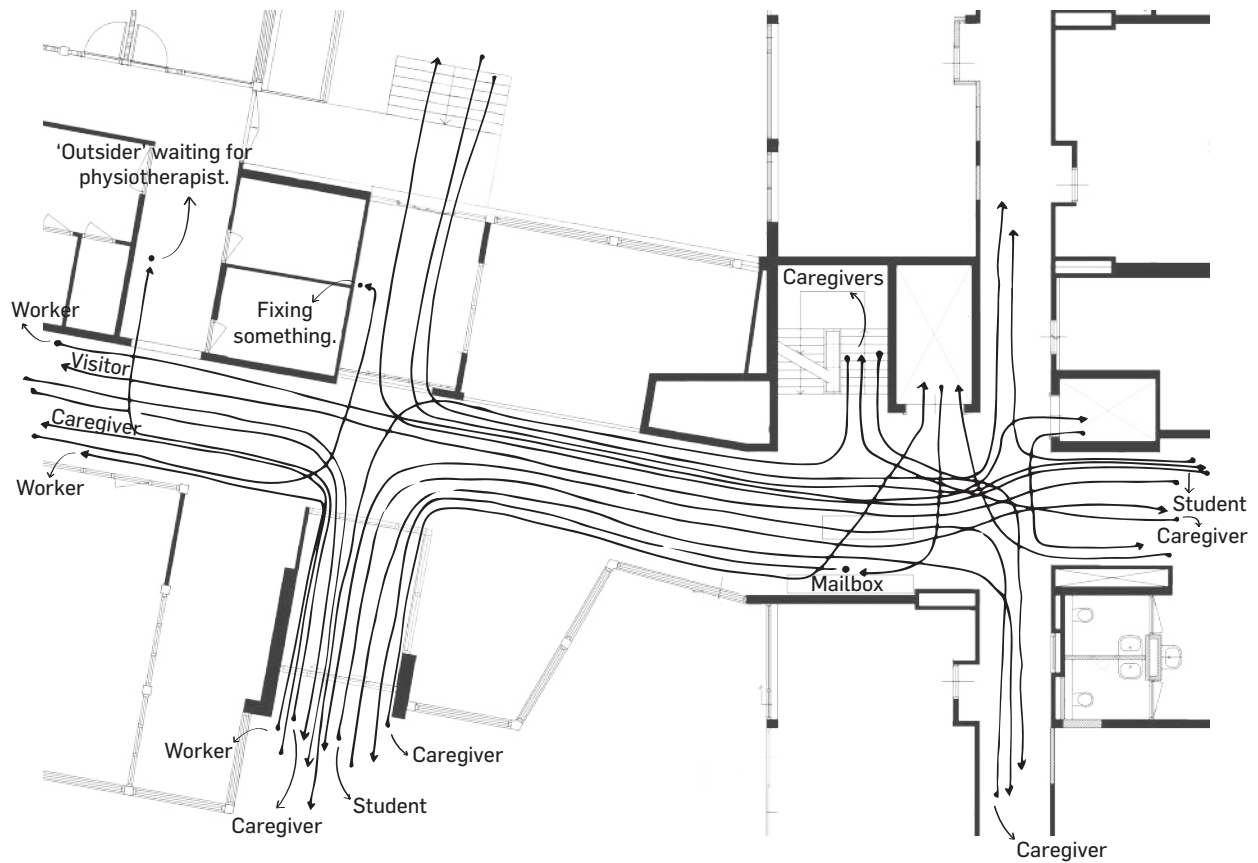 ‘Outsider’ waiting for
physiotherapist.
Caregivers
Worker
Fixing
something.
Visitor
Caregiver
Worker
Student
Caregiver
Mailbox
Worker
Caregiver
Student
Caregiver
Caregiver